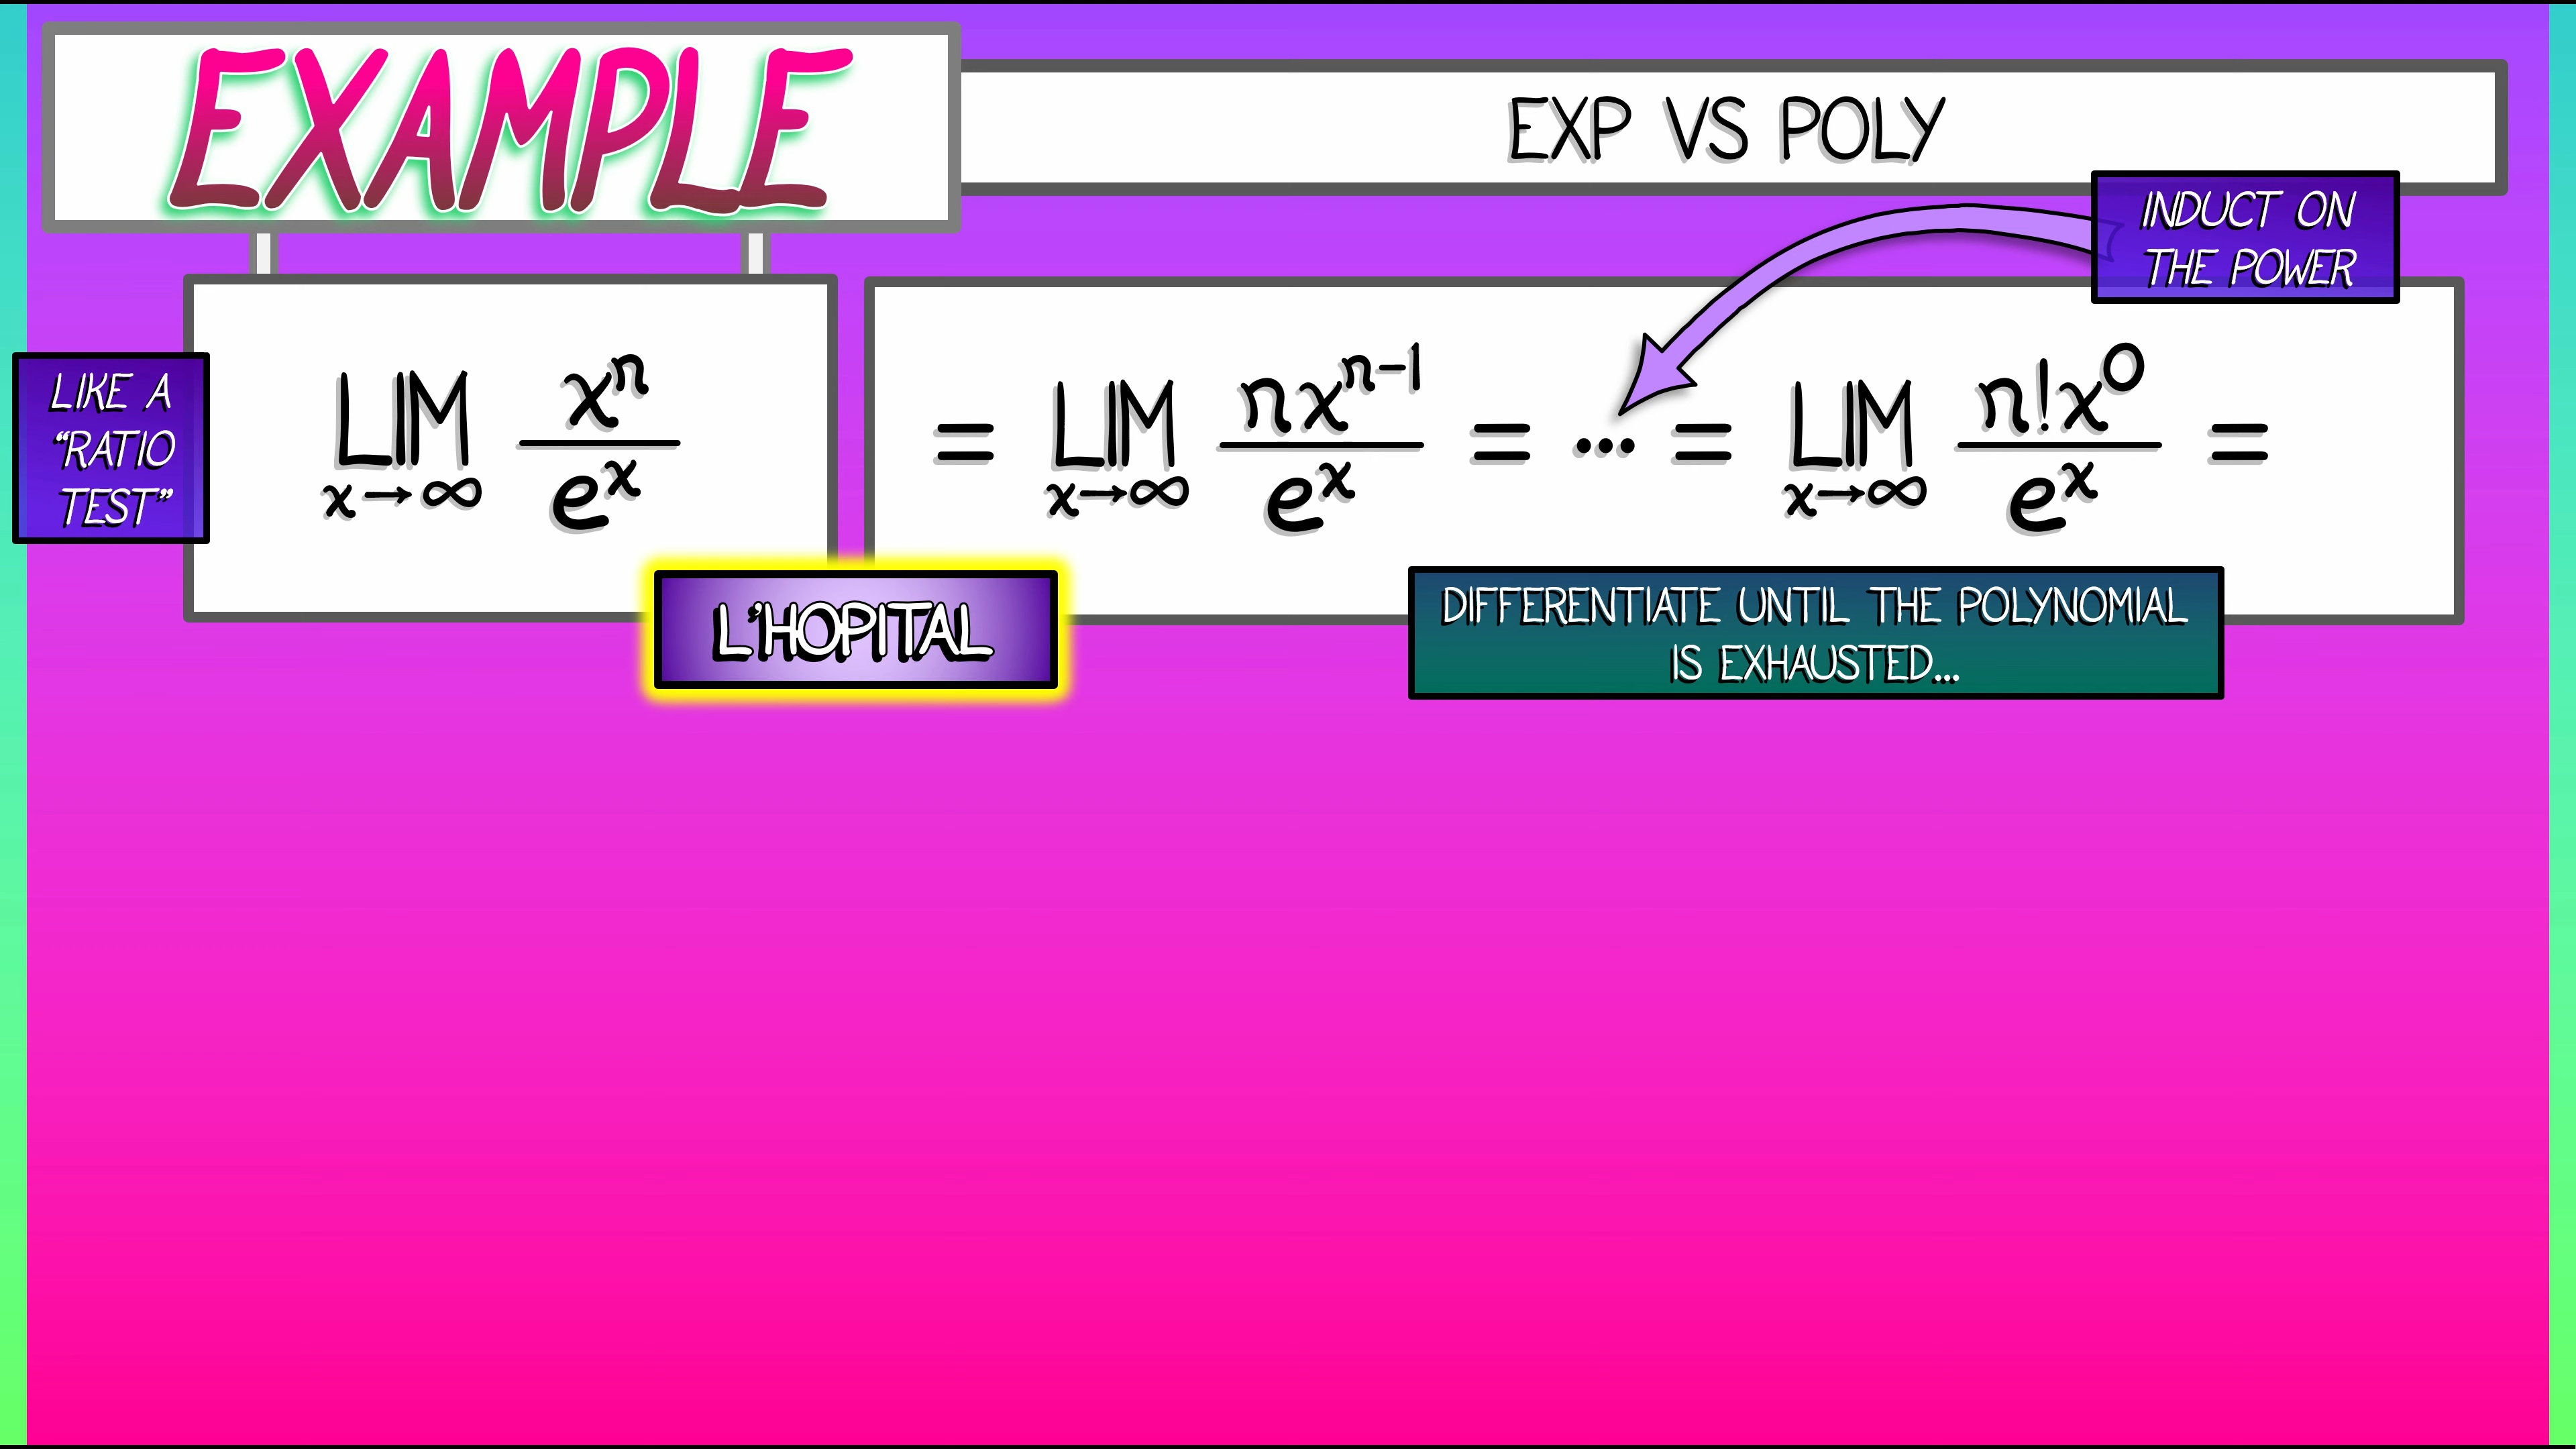 EXAMPLE
EXP VS POLY
INDUCT ON
THE POWER
LIKE A
“RATIO
TEST”
LIM x→∞ xⁿ/eˣ = LIM x→∞ nxⁿ⁻¹/eˣ = ... = LIM x→∞ n!x⁰/eˣ =
L'HOPITAL
DIFFERENTIATE UNTIL THE POLYNOMIAL
IS EXHAUSTED...